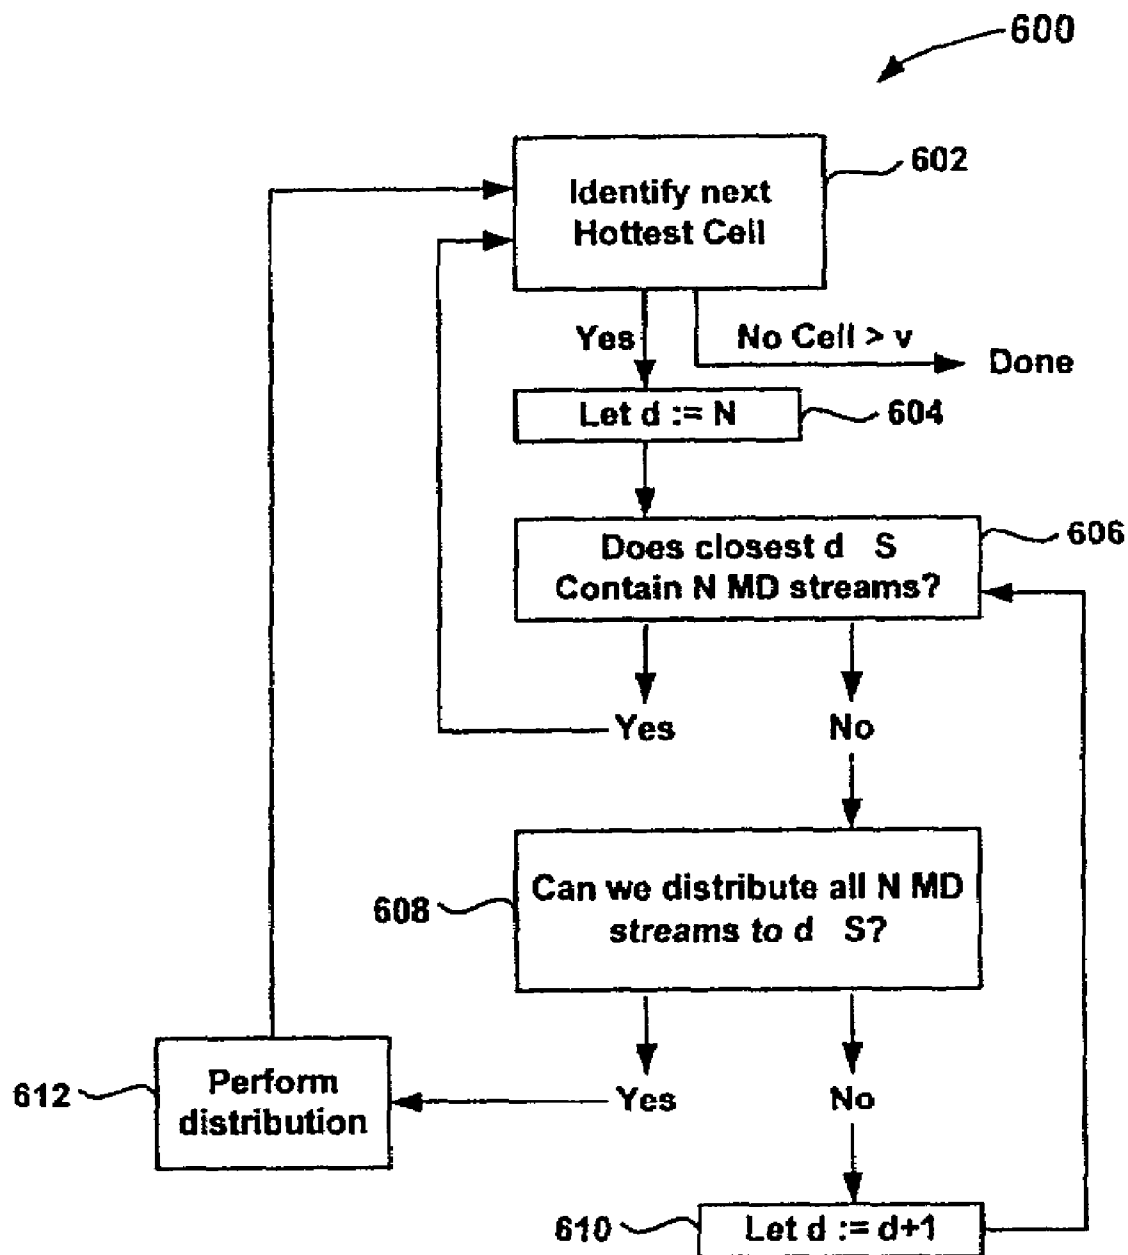 600
Identify next
Hottest Cell
602
Yes
No Cell > v
Done
Let d := N
604
Does closest d S
Contain N MD streams?
606
Yes
No
Can we distribute all N MD
streams to d S?
608
Yes
No
Perform
distribution
612
Let d := d+1
610